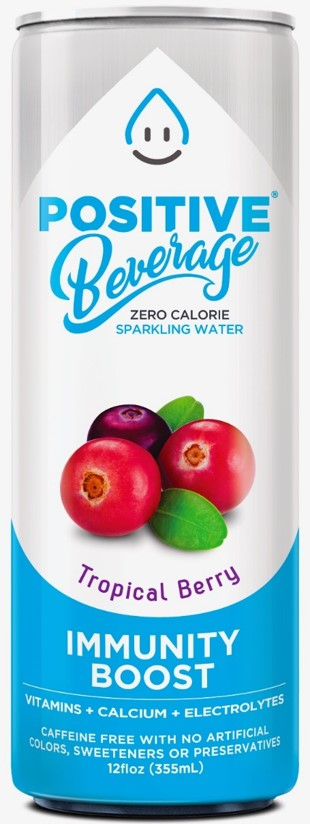 POSITIVE®
Beverage
ZERO CALORIE
SPARKLING WATER
Tropical Berry
IMMUNITY
BOOST
VITAMINS + CALCIUM + ELECTROLYTES
CAFFEINE FREE WITH NO ARTIFICIAL
COLORS, SWEETENERS OR PRESERVATIVES
12floz (355mL)